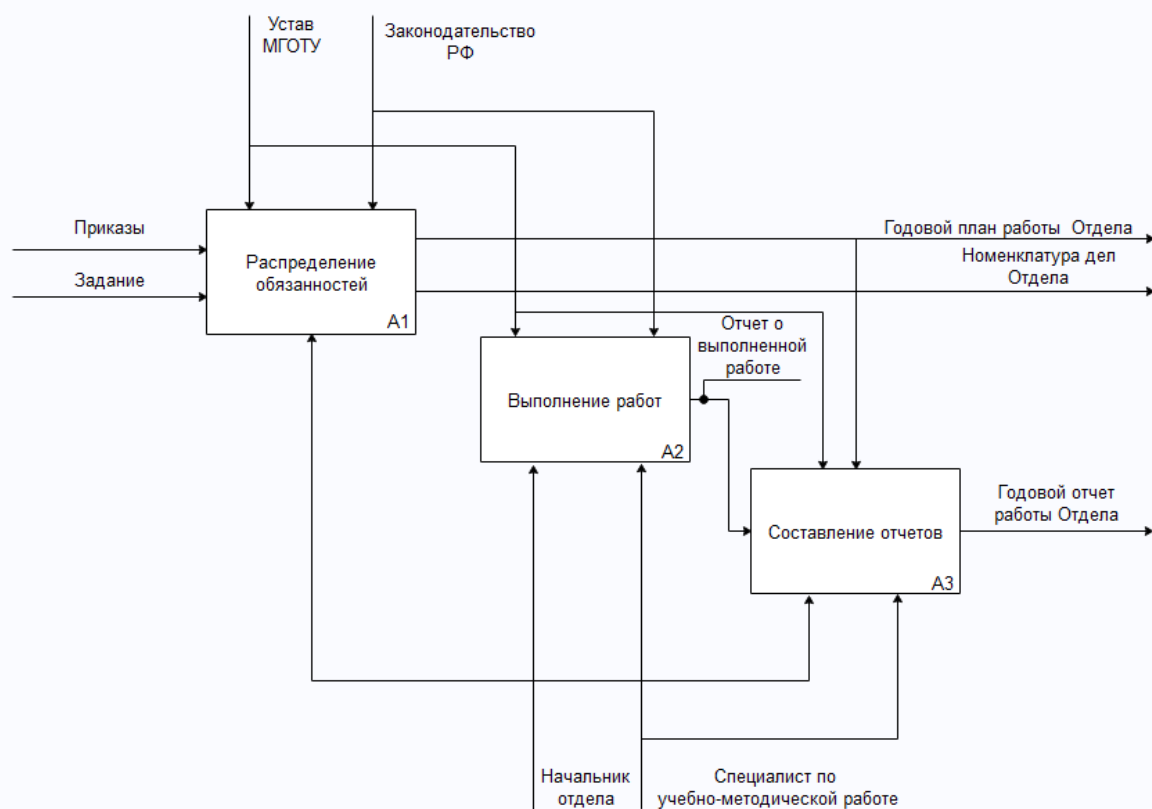 Устав
МГОТУ
Законодательство
РФ
Приказы
Задание
Распределение
обязанностей
A1
Годовой план работы Отдела
Номенклатура дел
Отдела
Отчет о
выполненной
работе
Выполнение работ
A2
Составление отчетов
A3
Годовой отчет
работы Отдела
Начальник
отдела
Специалист по
учебно-методической работе